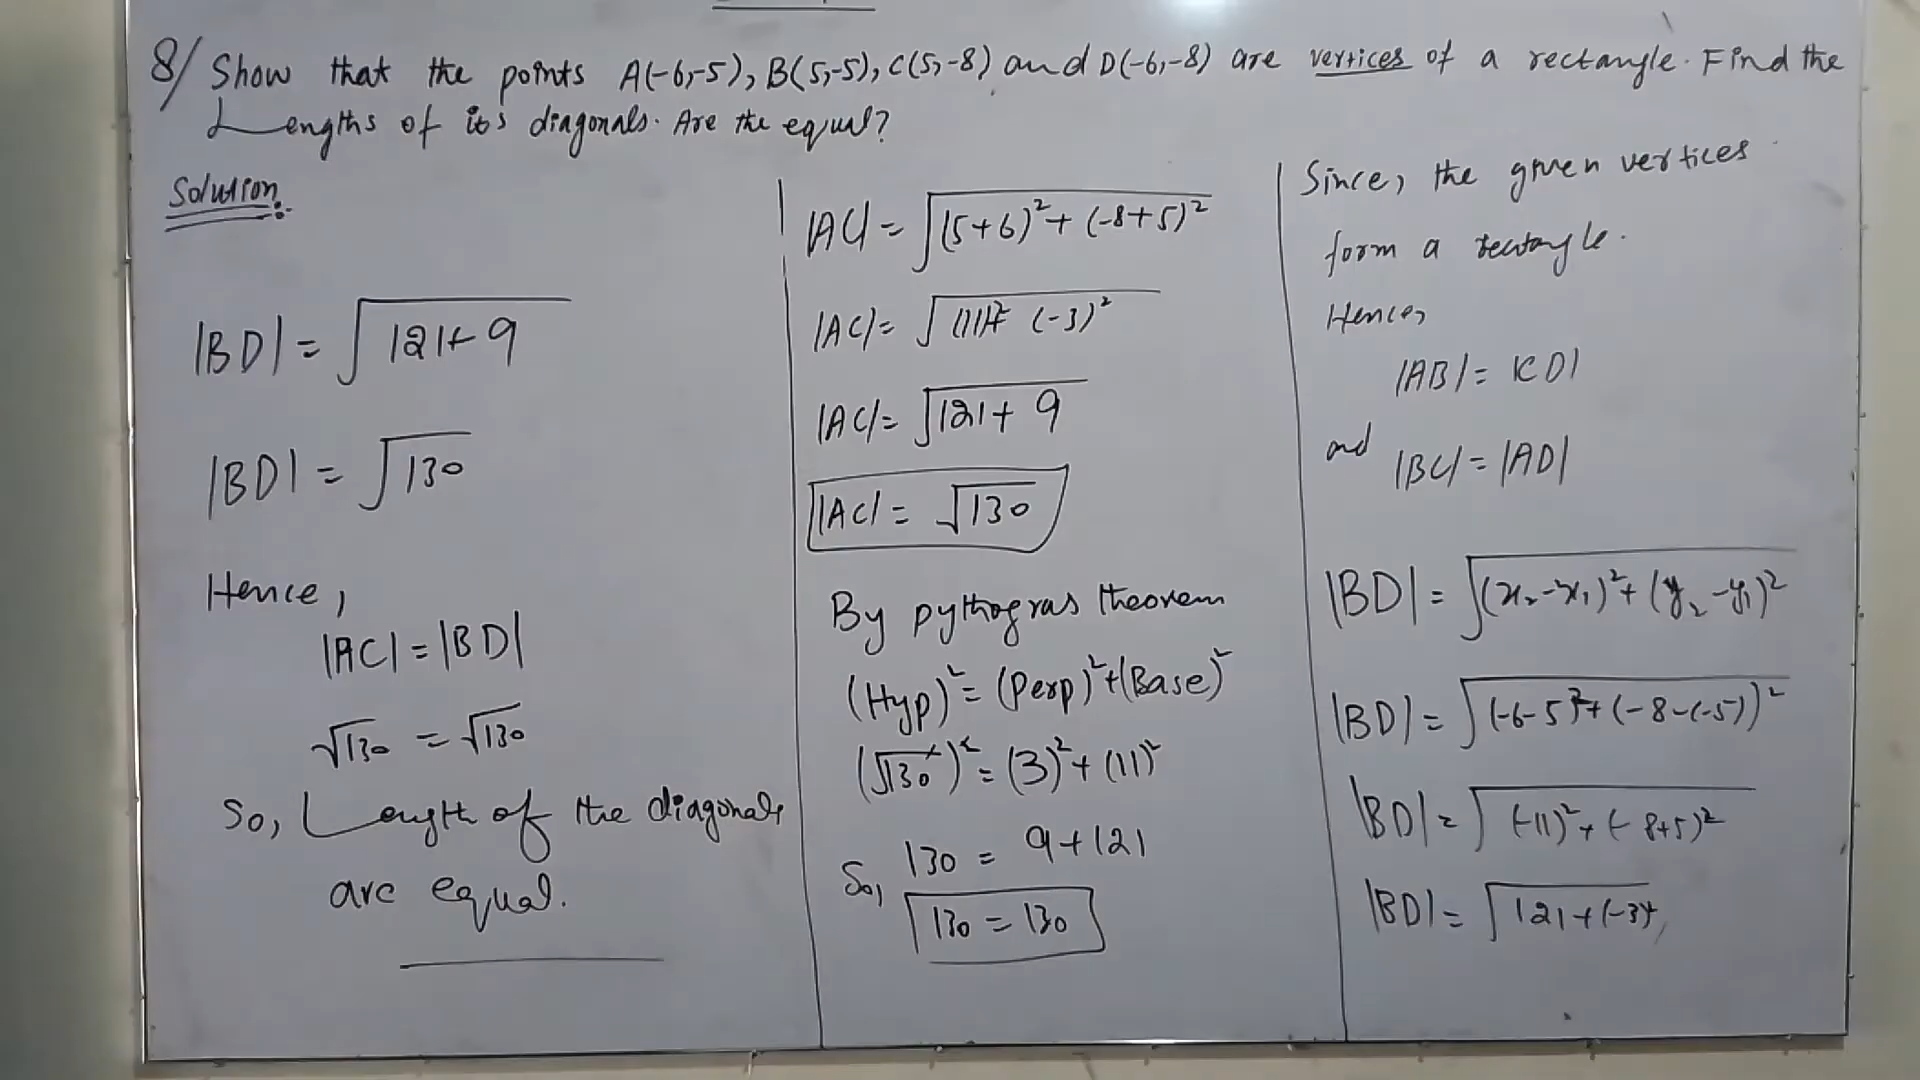 8/ Show that the points A(-6,-5), B(5,-5), C(5,-8) and D(-6,-8) are vertices of a rectangle. Find the
Lengths of its diagonals. Are the equal?
Solution:
|BD| = √121+9
|BD| = √130
Hence,
|AC| = |BD|
√130 = √130
So, Length of the diagonals
are equal.
|AC| = √(5+6)²+(-8+5)²
|AC| = √(11)²+(-3)²
|AC| = √121+9
|AC| = √130
By pythogras theorem
(Hyp)² = (Perp)²+(Base)²
(√130)² = (3)²+(11)²
130 = 9+121
So,
130 = 130
Since, the given vertices
form a rectangle.
Hence,
|AB| = |CD|
and |BC| = |AD|
|BD| = √(x₂-x₁)²+(y₂-y₁)²
|BD| = √(-6-5)²+(-8-(-5))²
|BD| = √(-11)²+(-8+5)²
|BD| = √121+(-3)²